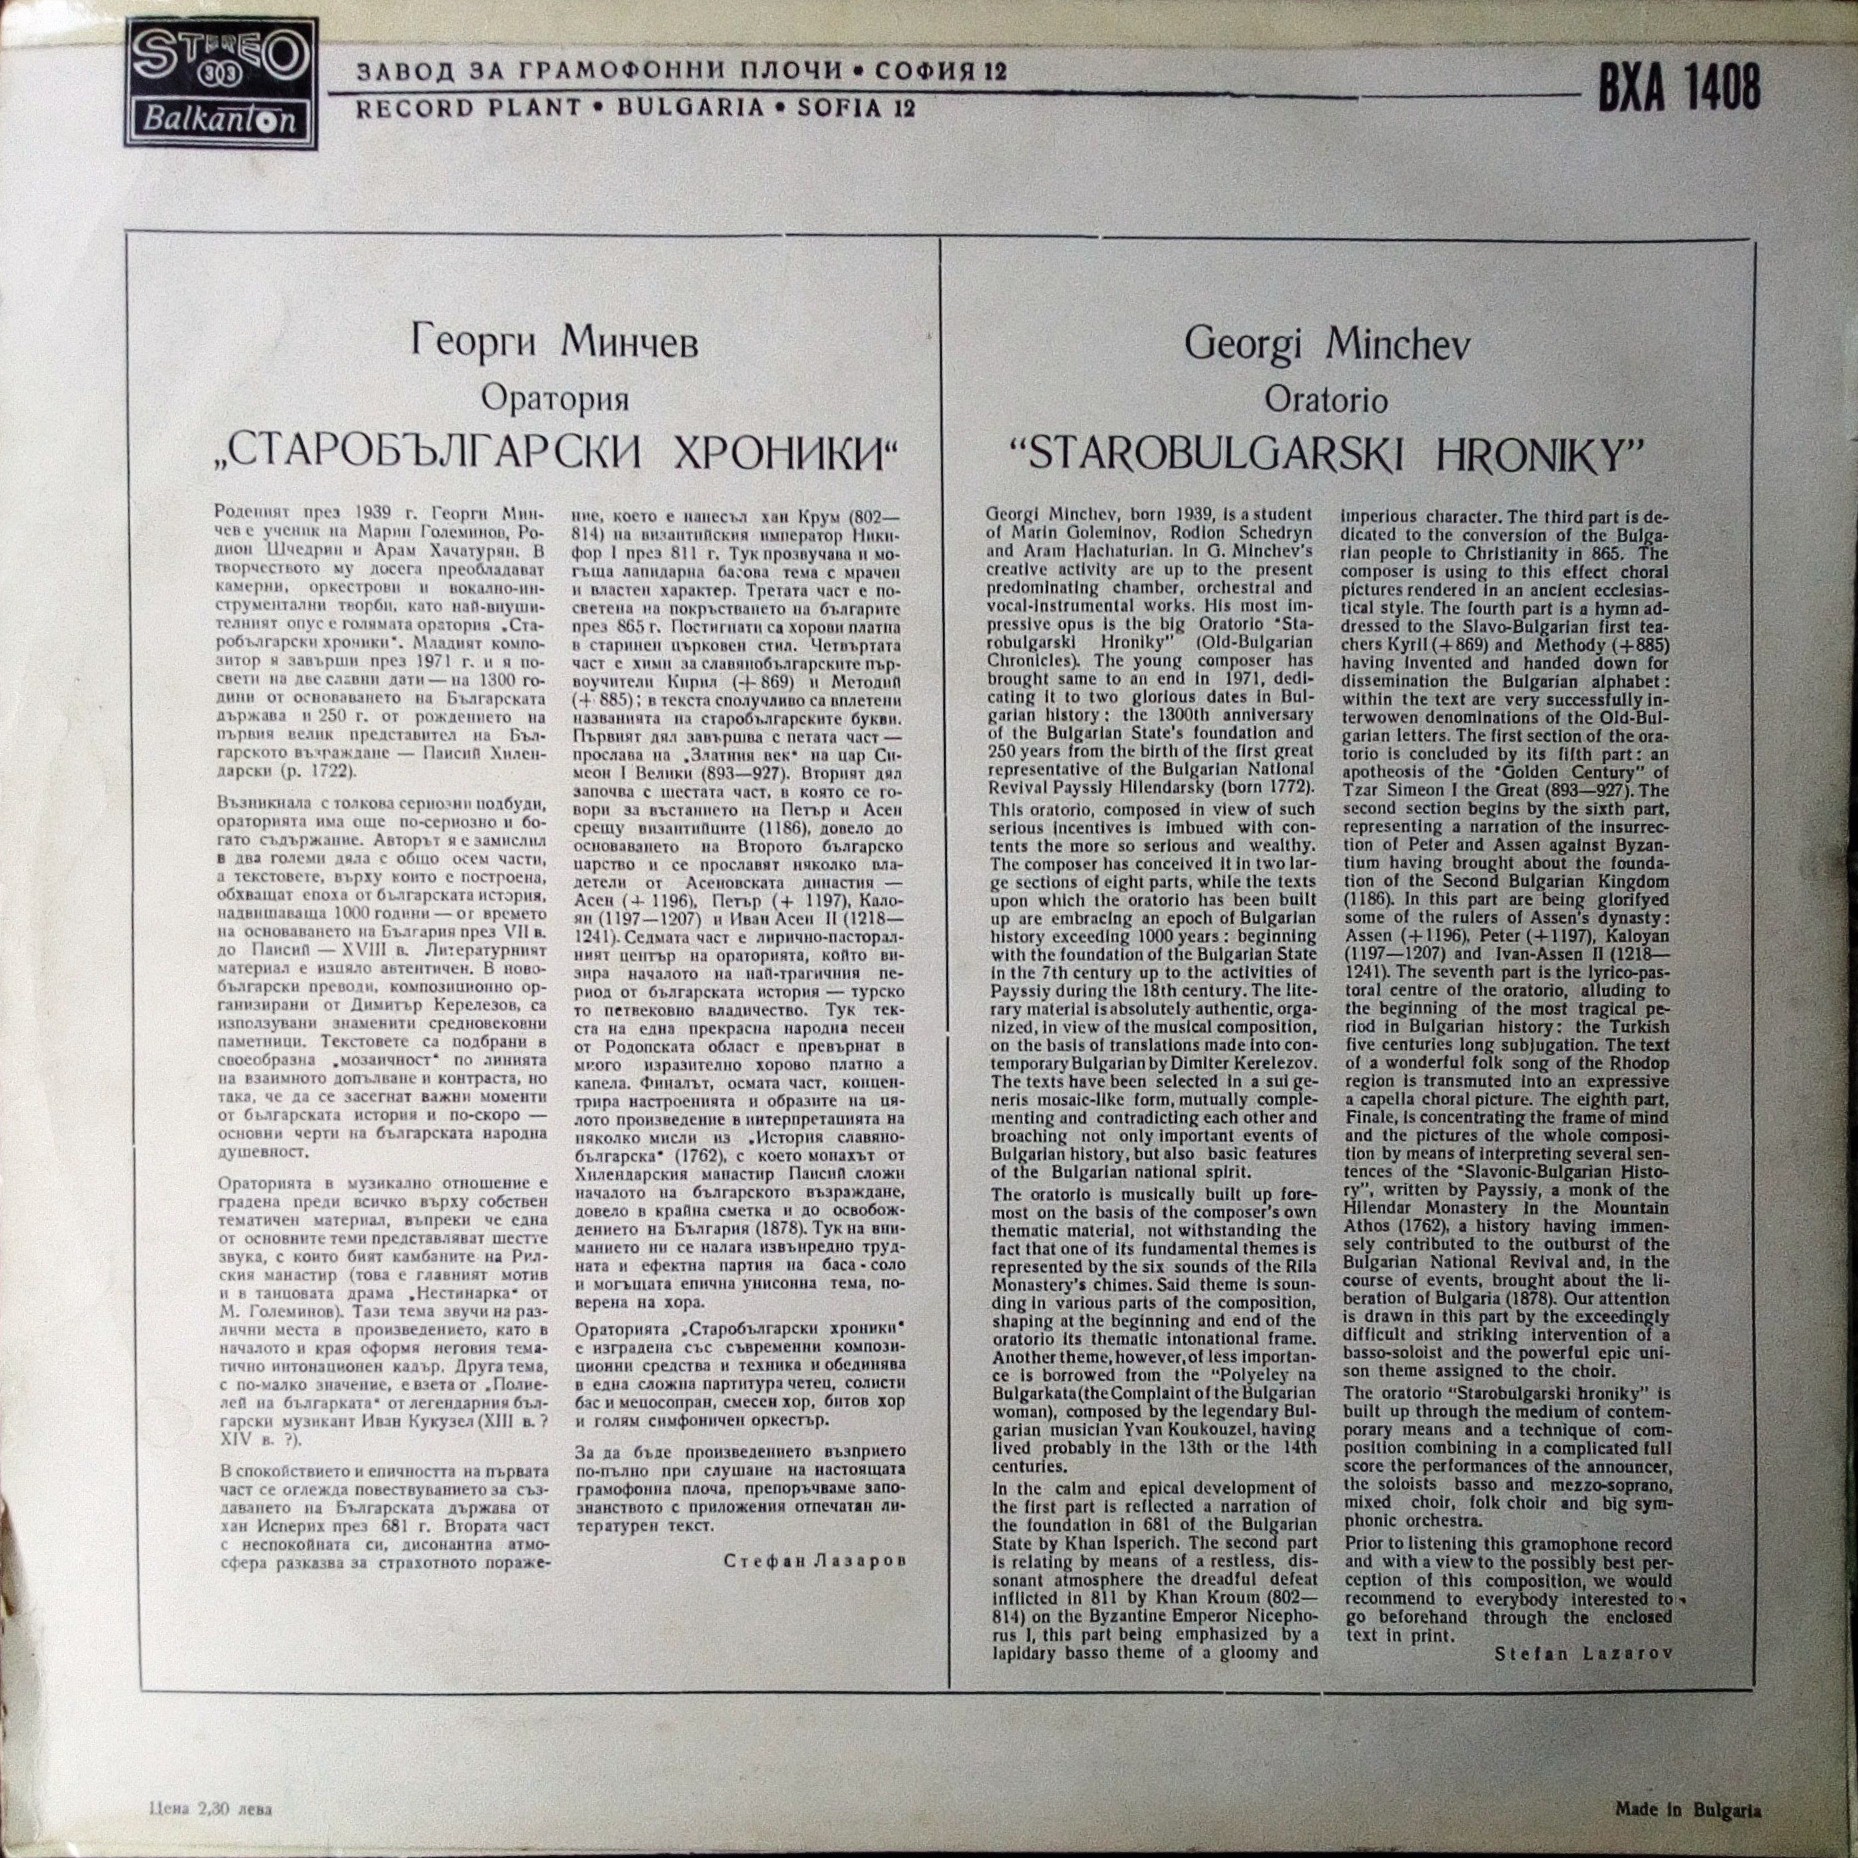 STEREO
33
Balkanton
ЗАВОД ЗА ГРАМОФОННИ ПЛОЧИ • СОФИЯ 12
RECORD PLANT • BULGARIA • SOFIA 12
ВХА 1408
Георги Минчев
Оратория
„СТАРОБЪЛГАРСКИ ХРОНИКИ“
Роденият през 1939 г. Георги Мин-
чев е ученик на Марин Големинов, Ро-
дион Шчедрин и Арам Хачатурян. В
творчеството му досега преобладават
камерни, оркестрови и вокално-ин-
струментални творби, като най-внуши-
телният опус е голямата оратория „Ста-
робългарски хроники“. Младият компо-
зитор я завърши през 1971 г. и я по-
свети на две славни дати — на 1300 го-
дини от основаването на Българската
държава и 250 г. от рождението на
първия велик представител на Бъл-
гарското възраждане — Паисий Хилен-
дарски (р. 1722).
Възникнала с толкова сериозни подбуди,
ораторията има още по-сериозно и бо-
гато съдържание. Авторът я е замислил
в два големи дяла с общо осем части,
а текстовете, върху които е построена,
обхващат епоха от българската история,
надвишаваща 1000 години — от времето
на основаването на България през VII в.
до Паисий — XVIII в. Литературният
материал е изцяло автентичен. В ново-
български преводи, композиционно ор-
ганизирани от Димитър Керелезов, са
използувани знаменити средновековни
паметници. Текстовете са подбрани в
своеобразна „мозаичност“ по линията
на взаимното допълване и контраста, но
така, че да се засегнат важни моменти
от българската история и по-скоро —
основни черти на българската народна
душевност.
Ораторията в музикално отношение е
градена преди всичко върху собствен
тематичен материал, въпреки че една
от основните теми представляват шестте
звука, с които бият камбаните на Рил-
ския манастир (това е главният мотив
и в танцовата драма „Нестинарка“ от
М. Големинов). Тази тема звучи на раз-
лични места в произведението, като в
началото и края оформя неговия тема-
тично интонационен кадър. Друга тема,
с по-малко значение, е взета от „Полие-
лей на българката“ от легендарния бъл-
гарски музикант Иван Кукузел (XIII в. ?
XIV в. ?).
В спокойствието и епичността на първата
част се оглежда повествуванието за съз-
даването на Българската държава от
хан Исперих през 681 г. Втората част
с неспокойната си, дисонантна атмо-
сфера разказва за страхотното пораже-
ние, което е нанесъл хан Крум (802—
814) на византийския император Ники-
фор I през 811 г. Тук прозвучава и мо-
гъща лапидарна басова тема с мрачен
и властен характер. Третата част е по-
светена на покръстването на българите
през 865 г. Постигнати са хорови платна
в старинен църковен стил. Четвъртата
част е химн за славянобългарските пър-
воучители Кирил (+ 869) и Методий
(+ 885); в текста сполучливо са вплетени
названията на старобългарските букви.
Първият дял завършва с петата част —
прослава на „Златния век“ на цар Си-
меон I Велики (893—927). Вторият дял
започва с шестата част, в която се го-
вори за въстанието на Петър и Асен
срещу византийците (1186), довело до
основаването на Второто българско
царство и се прославят няколко вла-
детели от Асеновската династия —
Асен (+ 1196), Петър (+ 1197), Кало-
ян (1197—1207) и Иван Асен II (1218—
1241). Седмата част е лирично-пасторал-
ният център на ораторията, който ви-
зира началото на най-трагичния пе-
риод от българската история — турско
то петвековно владичество. Тук тек-
ста на една прекрасна народна песен
от Родопската област е превърнат в
много изразително хорово платно а
капела. Финалът, осмата част, концен-
трира настроенията и образите на ця-
лото произведение в интерпретацията на
няколко мисли из „История славяно-
българска“ (1762), с което монахът от
Хилендарския манастир Паисий сложи
началото на българското възраждане,
довело в крайна сметка и до освобож-
дението на България (1878). Тук на вни-
манието ни се налага извънредно труд-
ната и ефектна партия на баса-соло
и могъщата епична унисонна тема, по-
верена на хора.
Ораторията „Старобългарски хроники“
е изградена със съвременни компози-
ционни средства и техника и обединява
в една сложна партитура четец, солисти
бас и мецосопран, смесен хор, битов хор
и голям симфоничен оркестър.
За да бъде произведението възприето
по-пълно при слушане на настоящата
грамофонна плоча, препоръчваме запо-
знанството с приложения отпечатан ли-
тературен текст.
Стефан Лазаров
Georgi Minchev
Oratorio
“STAROBULGARSKI HRONIKY”
Georgi Minchev, born 1939, is a student
of Marin Goleminov, Rodion Schedryn
and Aram Hachaturian. In G. Minchev's
creative activity are up to the present
predominating chamber, orchestral and
vocal-instrumental works. His most im-
pressive opus is the big Oratorio “Sta-
robulgarski Hroniky” (Old-Bulgarian
Chronicles). The young composer has
brought same to an end in 1971, dedi-
cating it to two glorious dates in Bul-
garian history: the 1300th anniversary
of the Bulgarian State's foundation and
250 years from the birth of the first great
representative of the Bulgarian National
Revival Payssiy Hilendarsky (born 1772).
This oratorio, composed in view of such
serious incentives is imbued with con-
tents the more so serious and wealthy.
The composer has conceived it in two lar-
ge sections of eight parts, while the texts
upon which the oratorio has been built
up are embracing an epoch of Bulgarian
history exceeding 1000 years: beginning
with the foundation of the Bulgarian State
in the 7th century up to the activities of
Payssiy during the 18th century. The lite-
rary material is absolutely authentic, orga-
nized, in view of the musical composition,
on the basis of translations made into con-
temporary Bulgarian by Dimiter Kerelezov.
The texts have been selected in a sui ge-
neris mosaic-like form, mutually comple-
menting and contradicting each other and
broaching not only important events of
Bulgarian history, but also basic features
of the Bulgarian national spirit.
The oratorio is musically built up fore-
most on the basis of the composer's own
thematic material, not withstanding the
fact that one of its fundamental themes is
represented by the six sounds of the Rila
Monastery's chimes. Said theme is soun-
ding in various parts of the composition,
shaping at the beginning and end of the
oratorio its thematic intonational frame.
Another theme, however, of less importan-
ce is borrowed from the “Polyeley na
Bulgarkata (the Complaint of the Bulgarian
woman), composed by the legendary Bul-
garian musician Yvan Koukouzel, having
lived probably in the 13th or the 14th
centuries.
In the calm and epical development of
the first part is reflected a narration of
the foundation in 681 of the Bulgarian
State by Khan Isperich. The second part
is relating by means of a restless, dis-
sonant atmosphere the dreadful defeat
inflicted in 811 by Khan Kroum (802—
814) on the Byzantine Emperor Nicepho-
rus I, this part being emphasized by a
lapidary basso theme of a gloomy and
imperious character. The third part is de-
dicated to the conversion of the Bulga-
rian people to Christianity in 865. The
composer is using to this effect choral
pictures rendered in an ancient ecclesias-
tical style. The fourth part is a hymn ad-
dressed to the Slavo-Bulgarian first tea-
chers Kyril (+869) and Methody (+885)
having invented and handed down for
dissemination the Bulgarian alphabet:
within the text are very successfully in-
terwowen denominations of the Old-Bul-
garian letters. The first section of the ora-
torio is concluded by its fifth part: an
apotheosis of the “Golden Century” of
Tzar Simeon I the Great (893—927). The
second section begins by the sixth part,
representing a narration of the insurrec-
tion of Peter and Assen against Byzan-
tium having brought about the founda-
tion of the Second Bulgarian Kingdom
(1186). In this part are being glorifyed
some of the rulers of Assen's dynasty:
Assen (+1196), Peter (+1197), Kaloyan
(1197—1207) and Ivan-Assen II (1218—
1241). The seventh part is the lyrico-pas-
toral centre of the oratorio, alluding to
the beginning of the most tragical pe-
riod in Bulgarian history: the Turkish
five centuries long subjugation. The text
of a wonderful folk song of the Rhodop
region is transmuted into an expressive
a capella choral picture. The eighth part,
Finale, is concentrating the frame of mind
and the pictures of the whole composi-
tion by means of interpreting several sen-
tences of the “Slavonic-Bulgarian Histo-
ry”, written by Payssiy, a monk of the
Hilendar Monastery in the Mountain
Athos (1762), a history having immen-
sely contributed to the outburst of the
Bulgarian National Revival and, in the
course of events, brought about the li-
beration of Bulgaria (1878). Our attention
is drawn in this part by the exceedingly
difficult and striking intervention of a
basso-soloist and the powerful epic uni-
son theme assigned to the choir.
The oratorio “Starobulgarski hroniky” is
built up through the medium of contem-
porary means and a technique of com-
position combining in a complicated full
score the performances of the announcer,
the soloists basso and mezzo-soprano,
mixed choir, folk choir and big sym-
phonic orchestra.
Prior to listening this gramophone record
and with a view to the possibly best per-
ception of this composition, we would
recommend to everybody interested to
go beforehand through the enclosed
text in print.
Stefan Lazarov
Цена 2,30 лева
Made in Bulgaria